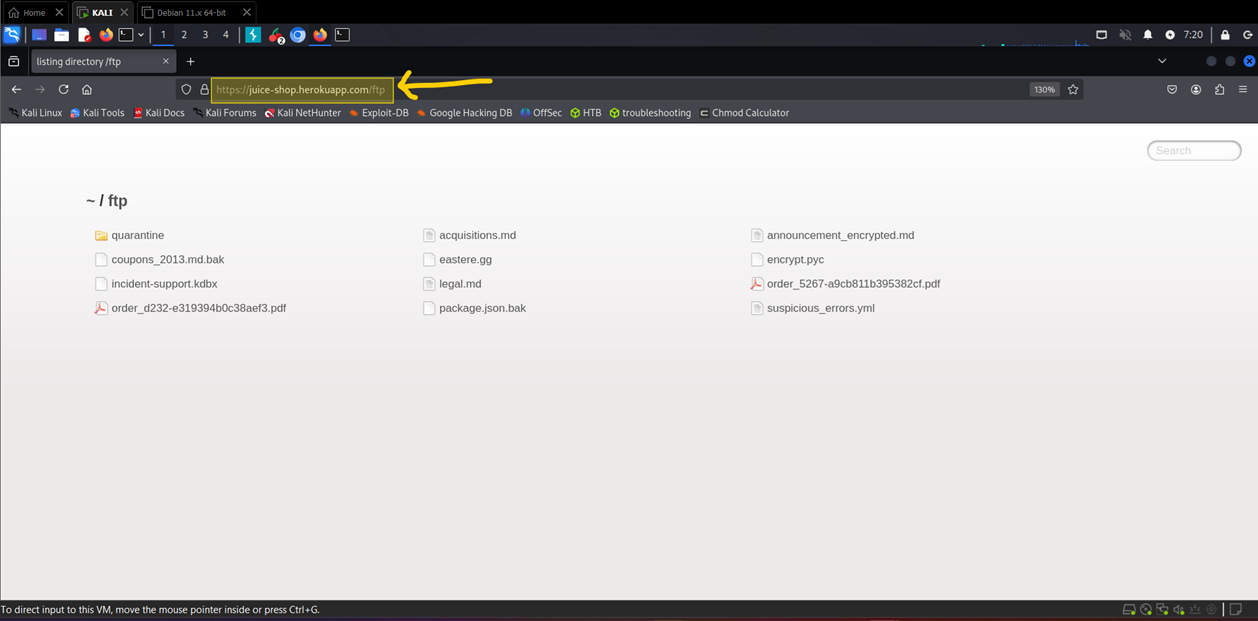 Home KALI Debian 11.x 64-bit
1 2 3 4 2 7:20
listing directory /ftp
https://juice-shop.herokuapp.com/ftp 130%
Kali Linux Kali Tools Kali Docs Kali Forums Kali NetHunter Exploit-DB Google Hacking DB OffSec HTB troubleshooting Chmod Calculator
Search
~ / ftp
quarantine acquisitions.md announcement_encrypted.md
coupons_2013.md.bak eastere.gg encrypt.pyc
incident-support.kdbx legal.md order_5267-a9cb811b395382cf.pdf
order_d232-e319394b0c38aef3.pdf package.json.bak suspicious_errors.yml
To direct input to this VM, move the mouse pointer inside or press Ctrl+G.